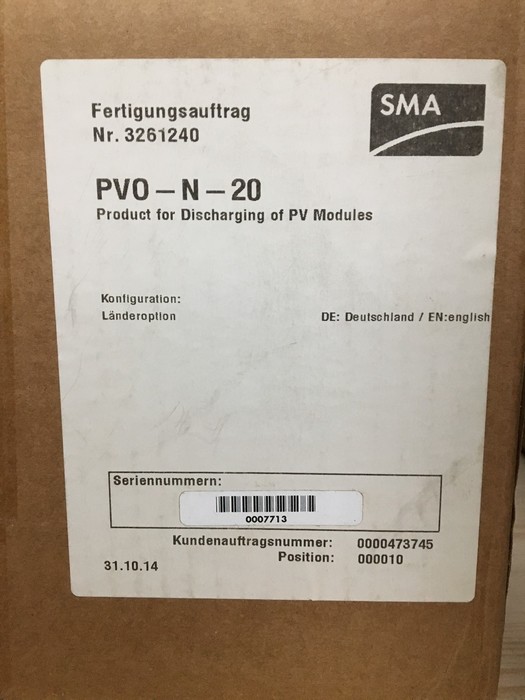 Fertigungsauftrag
Nr. 3261240
SMA
PVO – N – 20
Product for Discharging of PV Modules
Konfiguration:
Länderoption DE: Deutschland / EN:english
Seriennummern:
0007713
Kundenauftragsnummer: 0000473745
Position: 000010
31.10.14